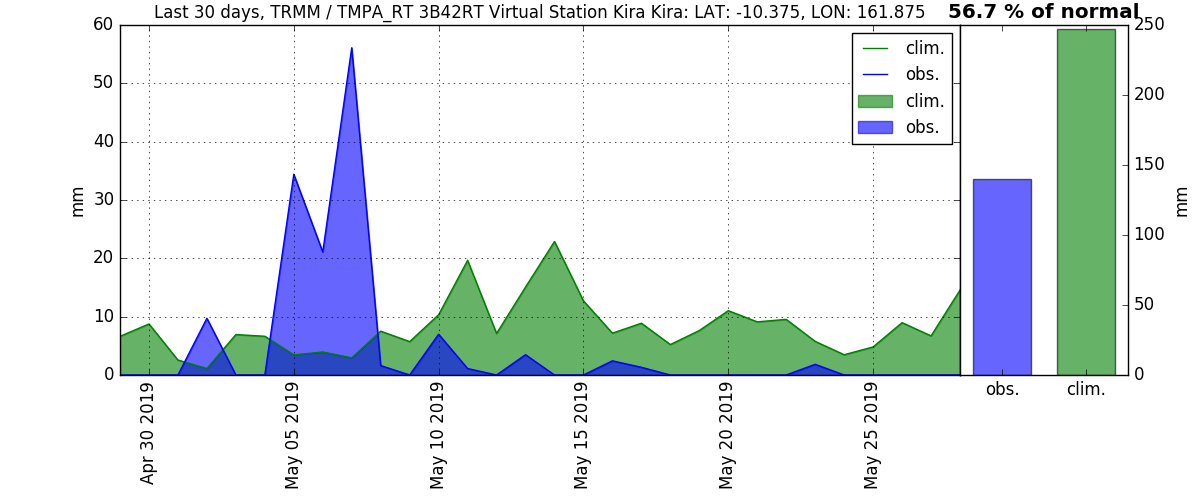 Last 30 days, TRMM / TMPA_RT 3B42RT Virtual Station Kira Kira: LAT: -10.375, LON: 161.875
56.7 % of normal
60
50
40
30
20
10
0
mm
clim.
obs.
clim.
obs.
Apr 30 2019
May 05 2019
May 10 2019
May 15 2019
May 20 2019
May 25 2019
250
200
150
100
50
0
mm
obs.
clim.